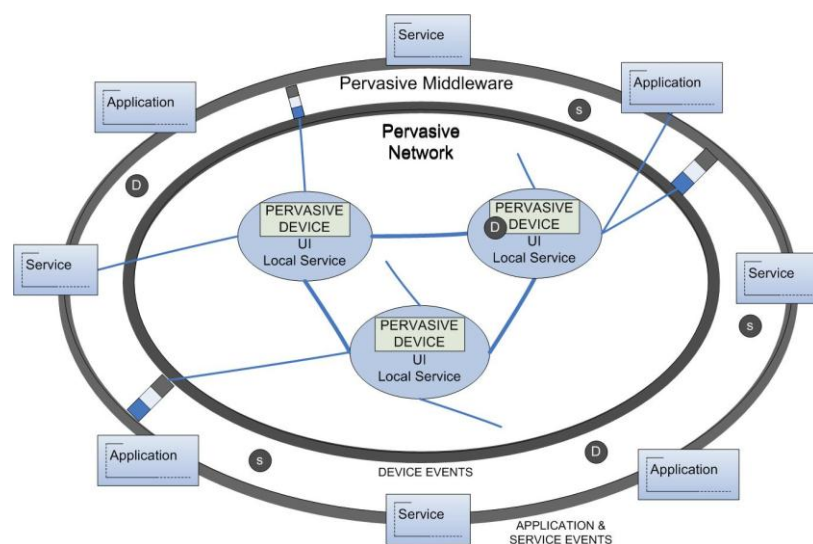 Service
Pervasive Middleware
Application
Application
s
Pervasive
Network
D
PERVASIVE
DEVICE
UI
Local Service
PERVASIVE
D
DEVICE
UI
Local Service
Service
Service
s
PERVASIVE
DEVICE
UI
Local Service
Application
s
DEVICE EVENTS
D
Application
Service
APPLICATION &
SERVICE EVENTS